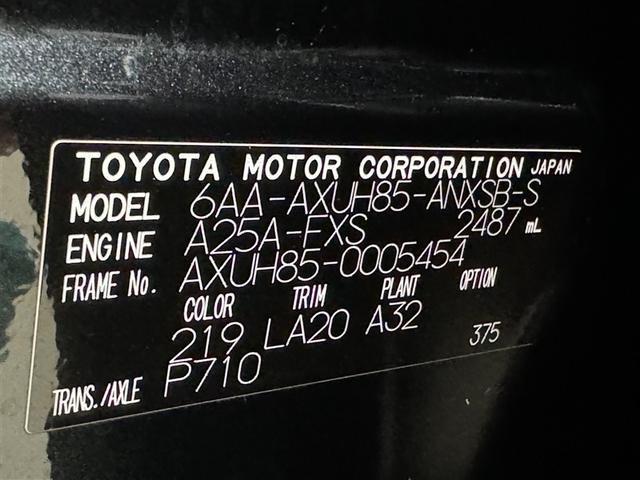 TOYOTA MOTOR CORPORATION JAPAN
MODEL 6AA-AXUH85-ANXSB-S
ENGINE A25A-FXS 2487 mL
FRAME No. AXUH85-0005454
COLOR TRIM PLANT OPTION
219 LA20 A32 375
TRANS./AXLE P710